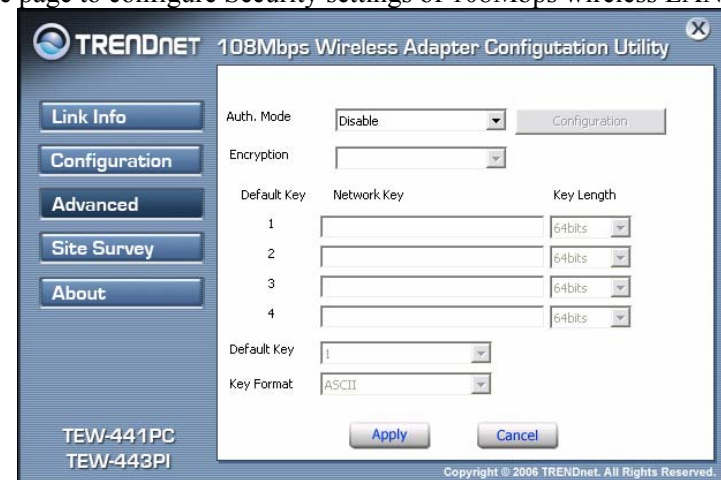 page to configure Security settings of 108Mbps wireless LAN
TRENDnet 108Mbps Wireless Adapter Configutation Utility
X
Link Info
Configuration
Advanced
Site Survey
About
Auth. Mode Disable Configuration
Encryption
Default Key Network Key Key Length
1 64bits
2 64bits
3 64bits
4 64bits
Default Key 1
Key Format ASCII
Apply Cancel
TEW-441PC
TEW-443PI
Copyright © 2006 TRENDnet. All Rights Reserved.